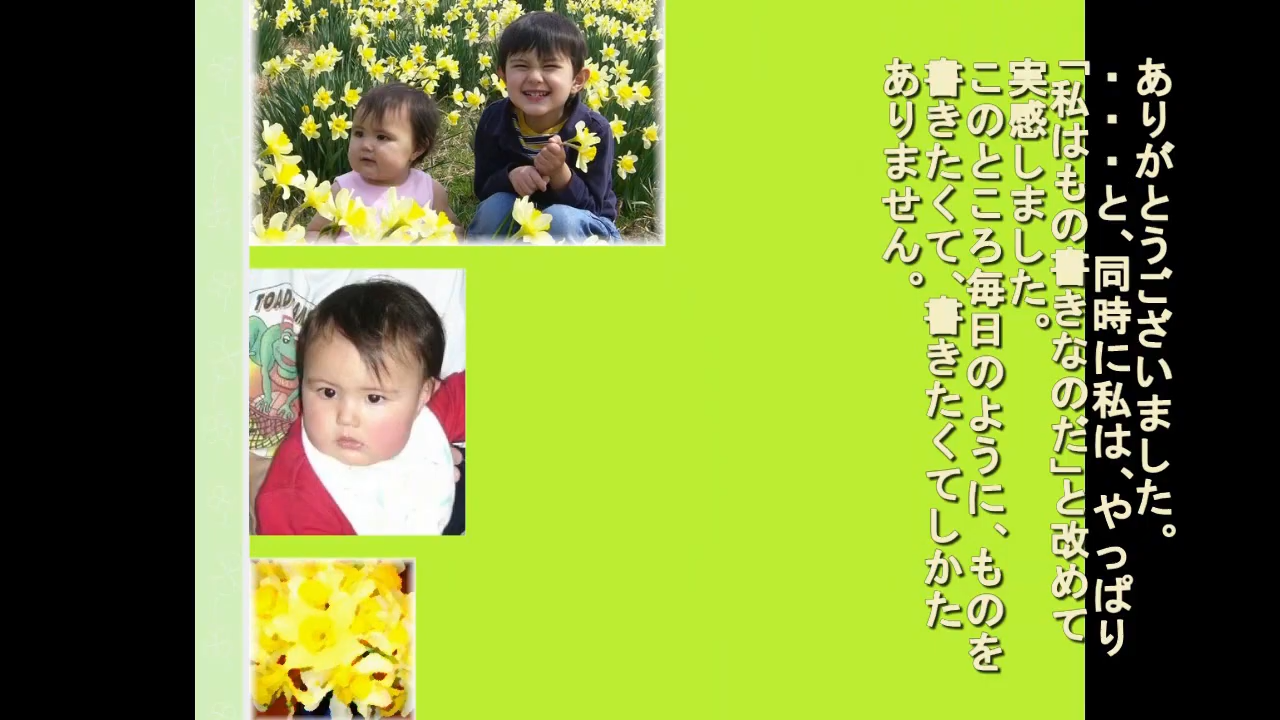 ありがとうございました。
・・・と、同時に私は、やっぱり
「私はもの書きなのだ」と改めて
実感しました。
このところ毎日のように、ものを
書きたくて、書きたくてしかた
ありません。